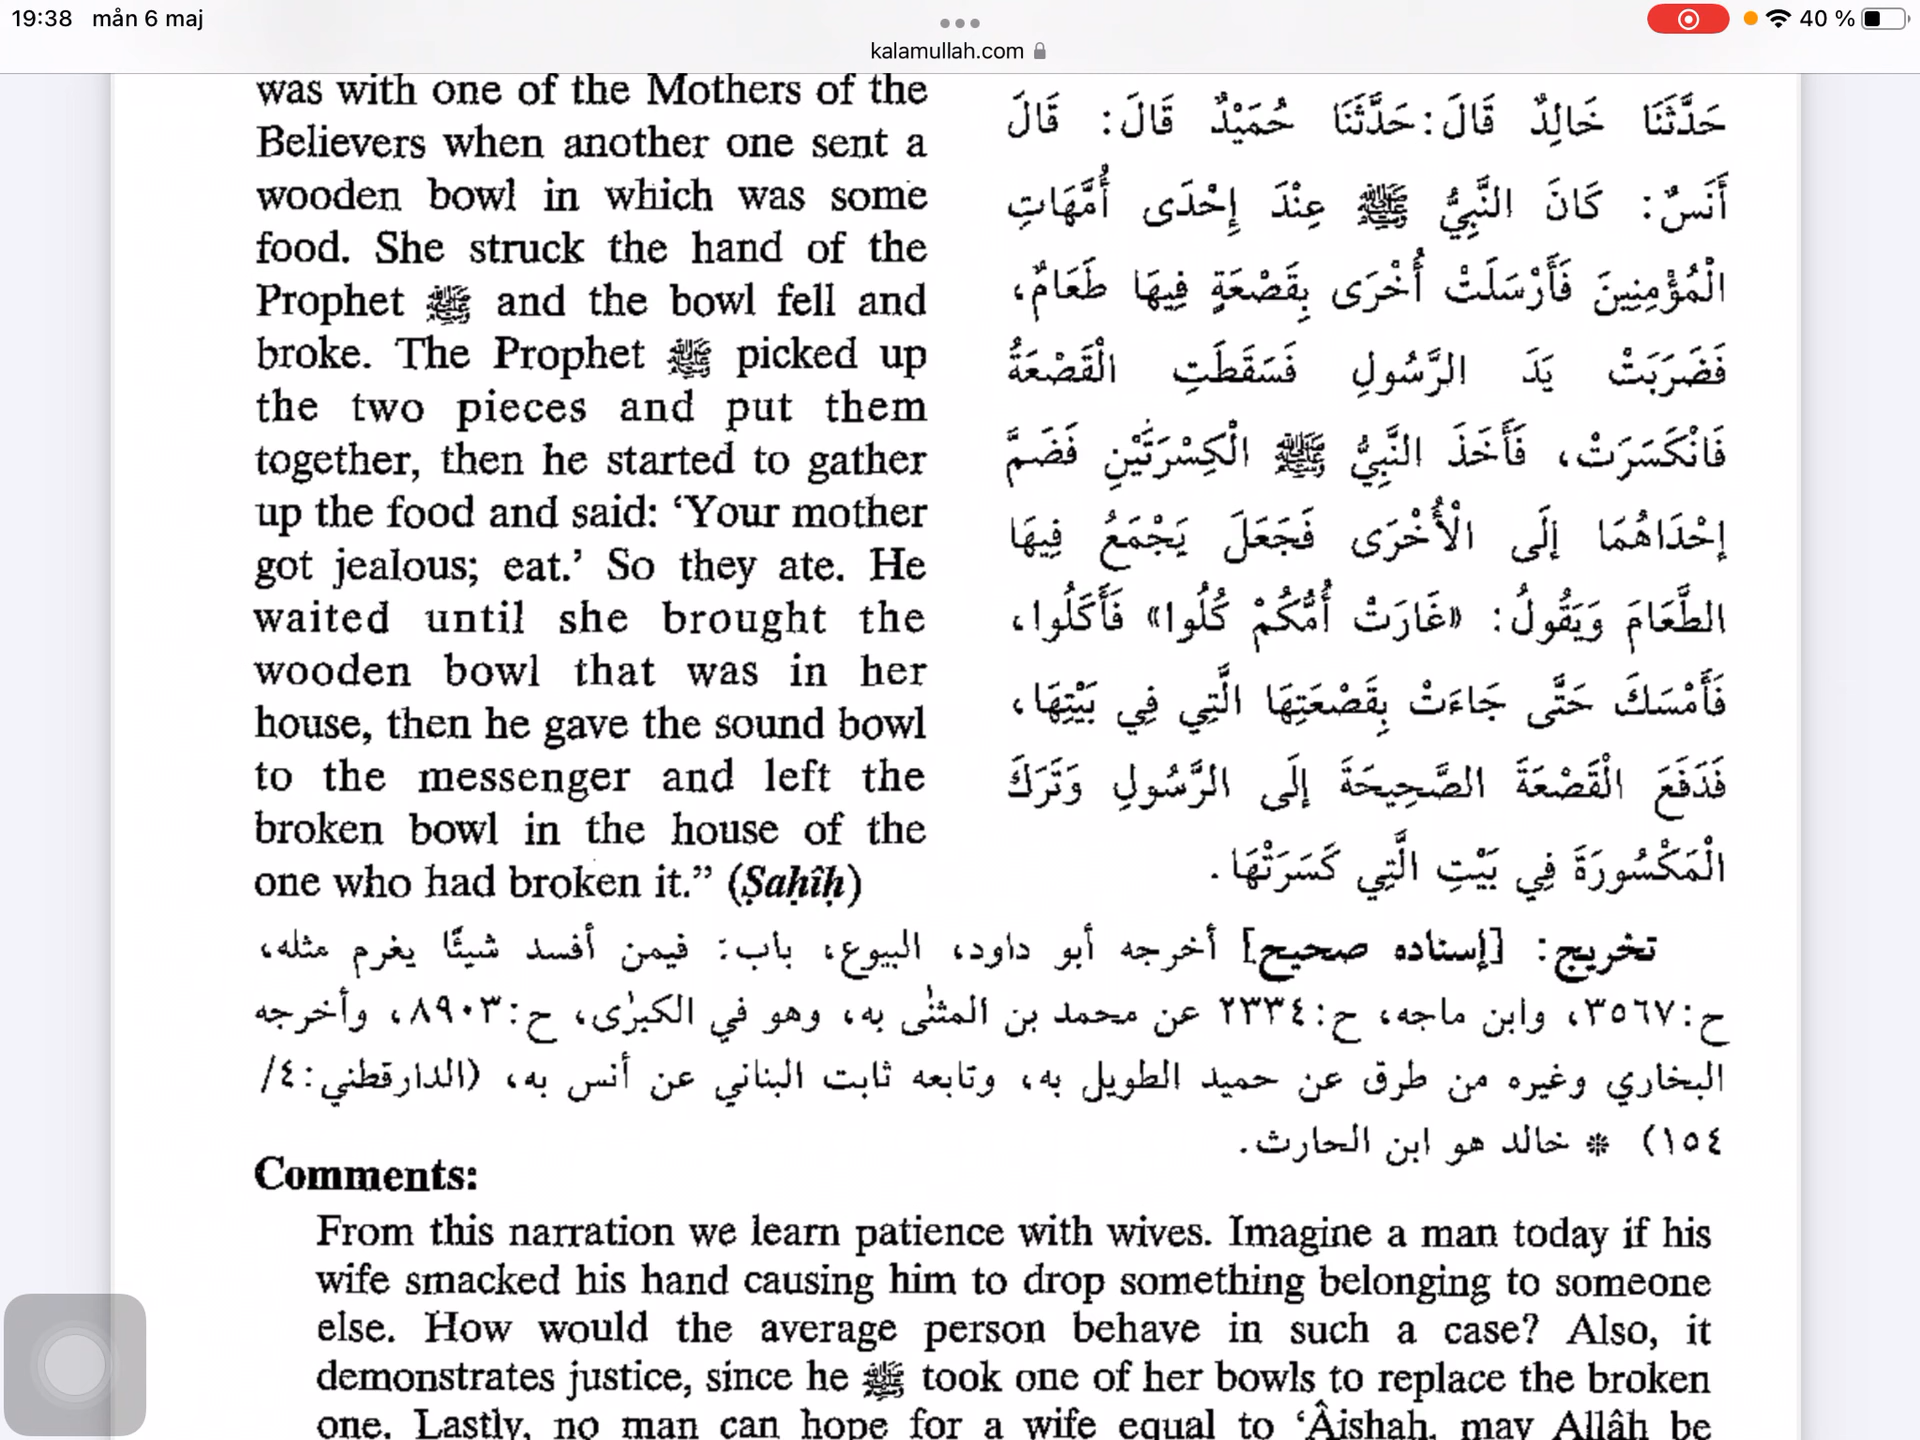 19:38 mån 6 maj
40 %
kalamullah.com
was with one of the Mothers of the
Believers when another one sent a
wooden bowl in which was some
food. She struck the hand of the
Prophet ﷺ and the bowl fell and
broke. The Prophet ﷺ picked up
the two pieces and put them
together, then he started to gather
up the food and said: ‘Your mother
got jealous; eat.’ So they ate. He
waited until she brought the
wooden bowl that was in her
house, then he gave the sound bowl
to the messenger and left the
broken bowl in the house of the
one who had broken it.” (Ṣaḥîḥ)
حَدَّثَنَا خَالِدٌ قَالَ: حَدَّثَنَا حُمَيْدٌ قَالَ: قَالَ
أَنَسٌ: كَانَ النَّبِيُّ ﷺ عِنْدَ إِحْدَى أُمَّهَاتِ
الْمُؤْمِنِينَ فَأَرْسَلَتْ أُخْرَى بِقَصْعَةٍ فِيهَا طَعَامٌ،
فَضَرَبَتْ يَدَ الرَّسُولِ فَسَقَطَتِ الْقَصْعَةُ
فَانْكَسَرَتْ، فَأَخَذَ النَّبِيُّ ﷺ الْكِسْرَتَيْنِ فَضَمَّ
إِحْدَاهُمَا إِلَى الْأُخْرَى فَجَعَلَ يَجْمَعُ فِيهَا
الطَّعَامَ وَيَقُولُ: «غَارَتْ أُمُّكُمْ كُلُوا» فَأَكَلُوا،
فَأَمْسَكَ حَتَّى جَاءَتْ بِقَصْعَتِهَا الَّتِي فِي بَيْتِهَا،
فَدَفَعَ الْقَصْعَةَ الصَّحِيحَةَ إِلَى الرَّسُولِ وَتَرَكَ
الْمَكْسُورَةَ فِي بَيْتِ الَّتِي كَسَرَتْهَا.
تخريج: [إسناده صحيح] أخرجه أبو داود، البيوع، باب: فيمن أفسد شيئًا يغرم مثله،
ح:٣٥٦٧، وابن ماجه، ح:٢٣٣٤ عن محمد بن المثنٰى به، وهو في الكبرٰى، ح:٨٩٠٣، وأخرجه
البخاري وغيره من طرق عن حميد الطويل به، وتابعه ثابت البناني عن أنس به، (الدارقطني:٤/
١٥٤) * خالد هو ابن الحارث.
Comments:
From this narration we learn patience with wives. Imagine a man today if his
wife smacked his hand causing him to drop something belonging to someone
else. How would the average person behave in such a case? Also, it
demonstrates justice, since he ﷺ took one of her bowls to replace the broken
one. Lastly, no man can hope for a wife equal to ‘Âishah, may Allâh be